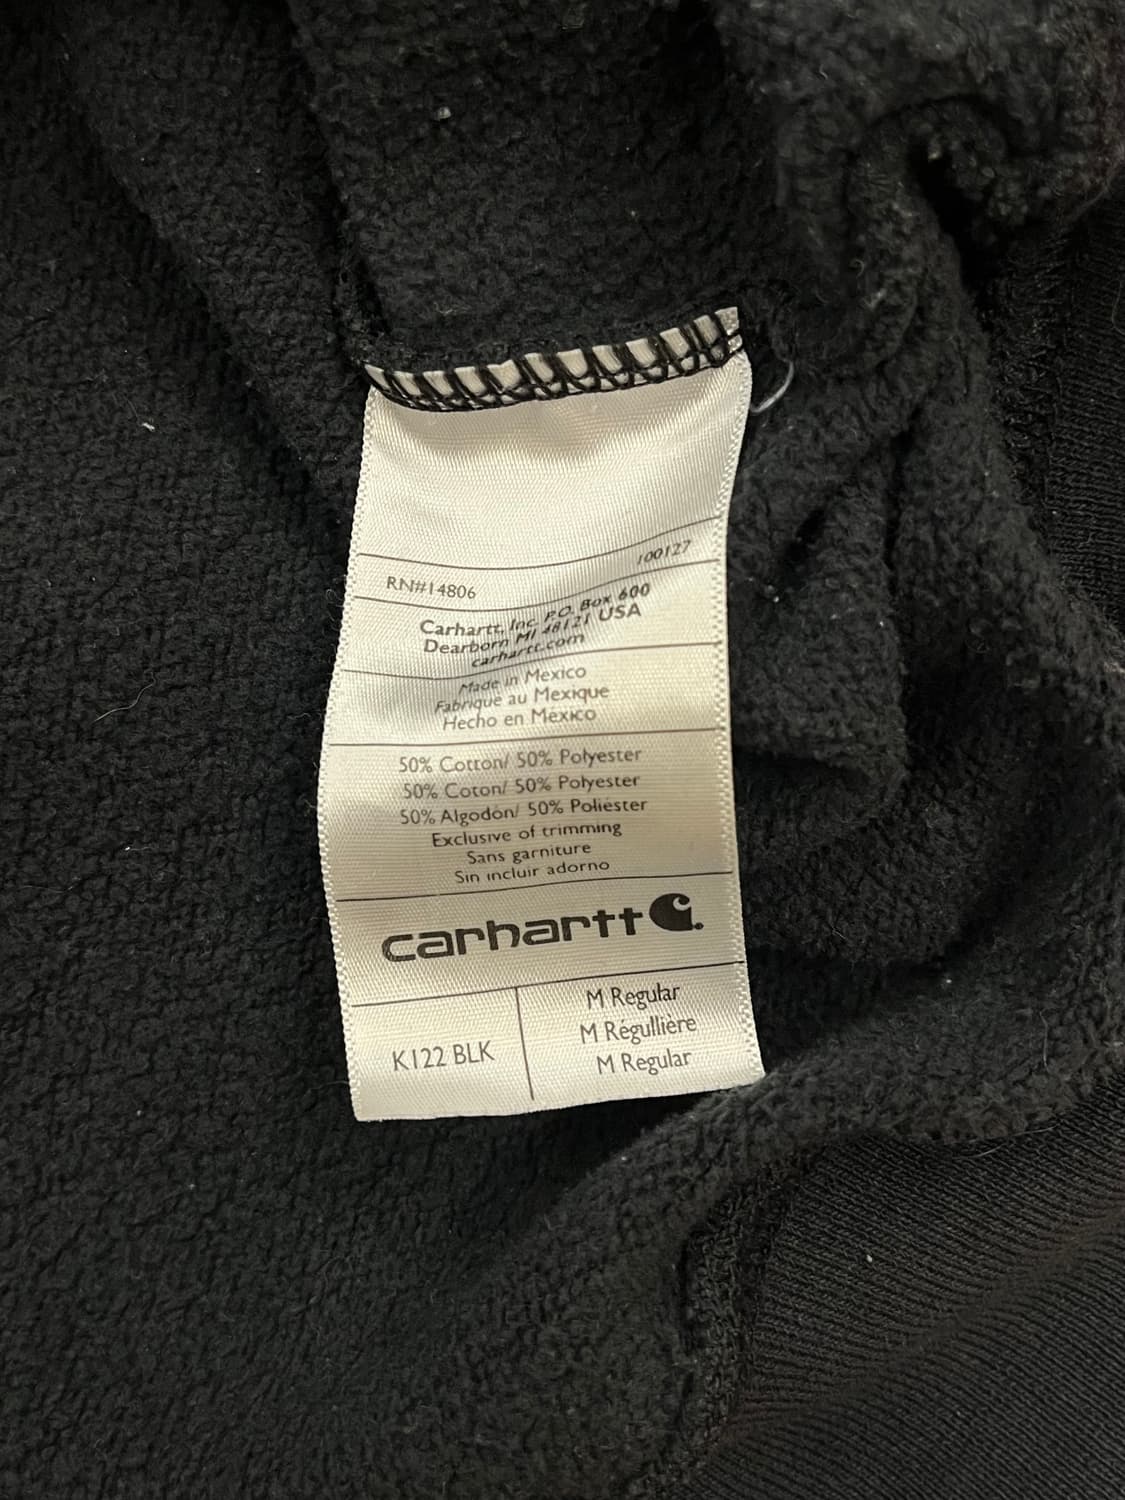 RN#14806 100127
Carhartt, Inc. P.O. Box 600
Dearborn, MI 48121 USA
carhartt.com
Made in Mexico
Fabriqué au Mexique
Hecho en México
50% Cotton/ 50% Polyester
50% Coton/ 50% Polyester
50% Algodón/ 50% Poliéster
Exclusive of trimming
Sans garniture
Sin incluir adorno
carhartt
K122 BLK
M Regular
M Régullière
M Regular